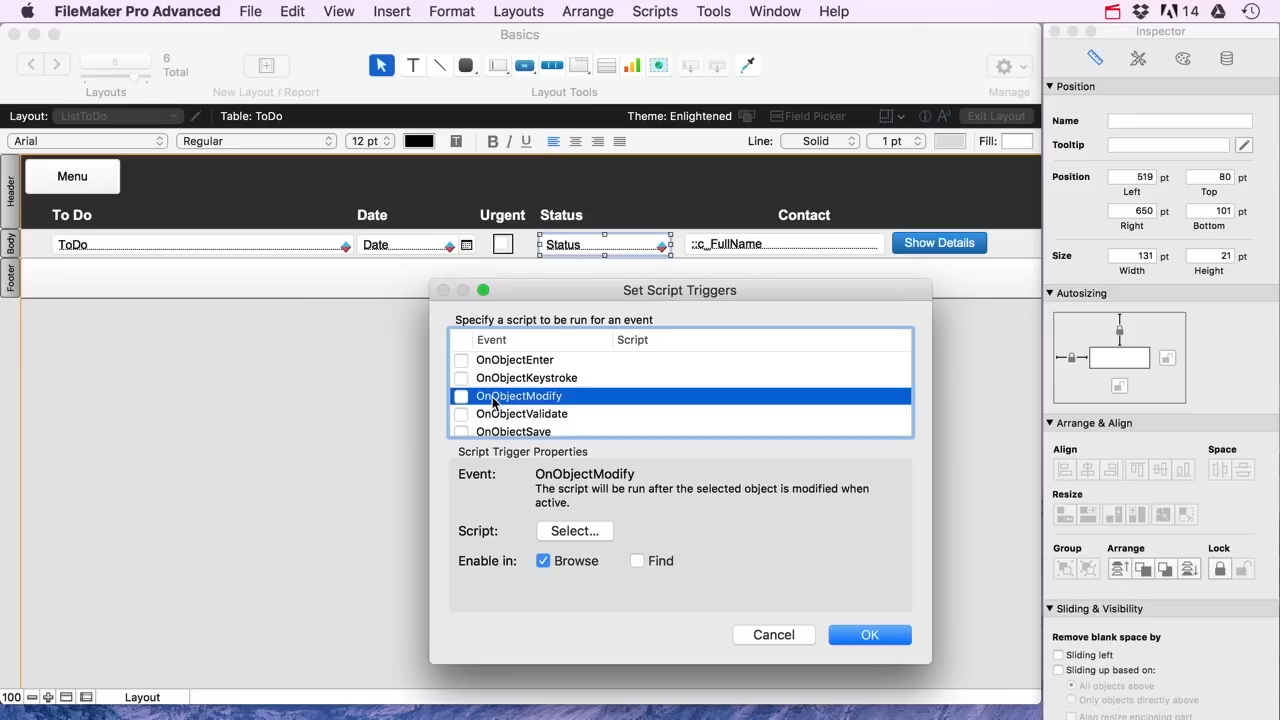 FileMaker Pro Advanced File Edit View Insert Format Layouts Arrange Scripts Tools Window Help 14
Basics
Inspector
5
6
Total
Layouts
New Layout / Report
Layout Tools
Manage
Layout: ListToDo Table: ToDo Theme: Enlightened Field Picker Exit Layout
Arial Regular 12 pt B I U Line: Solid 1 pt Fill:
Header
Menu
To Do Date Urgent Status Contact
Body
ToDo Date Status ::c_FullName Show Details
Footer
Set Script Triggers
Specify a script to be run for an event
Event Script
OnObjectEnter
OnObjectKeystroke
OnObjectModify
OnObjectValidate
OnObjectSave
Script Trigger Properties
Event: OnObjectModify
The script will be run after the selected object is modified when
active.
Script: Select...
Enable in: Browse Find
Cancel OK
100 Layout
Position
Name
Tooltip
Position 519 pt 80 pt
Left Top
650 pt 101 pt
Right Bottom
Size 131 pt 21 pt
Width Height
Autosizing
Arrange & Align
Align Space
Resize
Group Arrange Lock
Sliding & Visibility
Remove blank space by
Sliding left
Sliding up based on:
All objects above
Only objects directly above
Also resize enclosing part